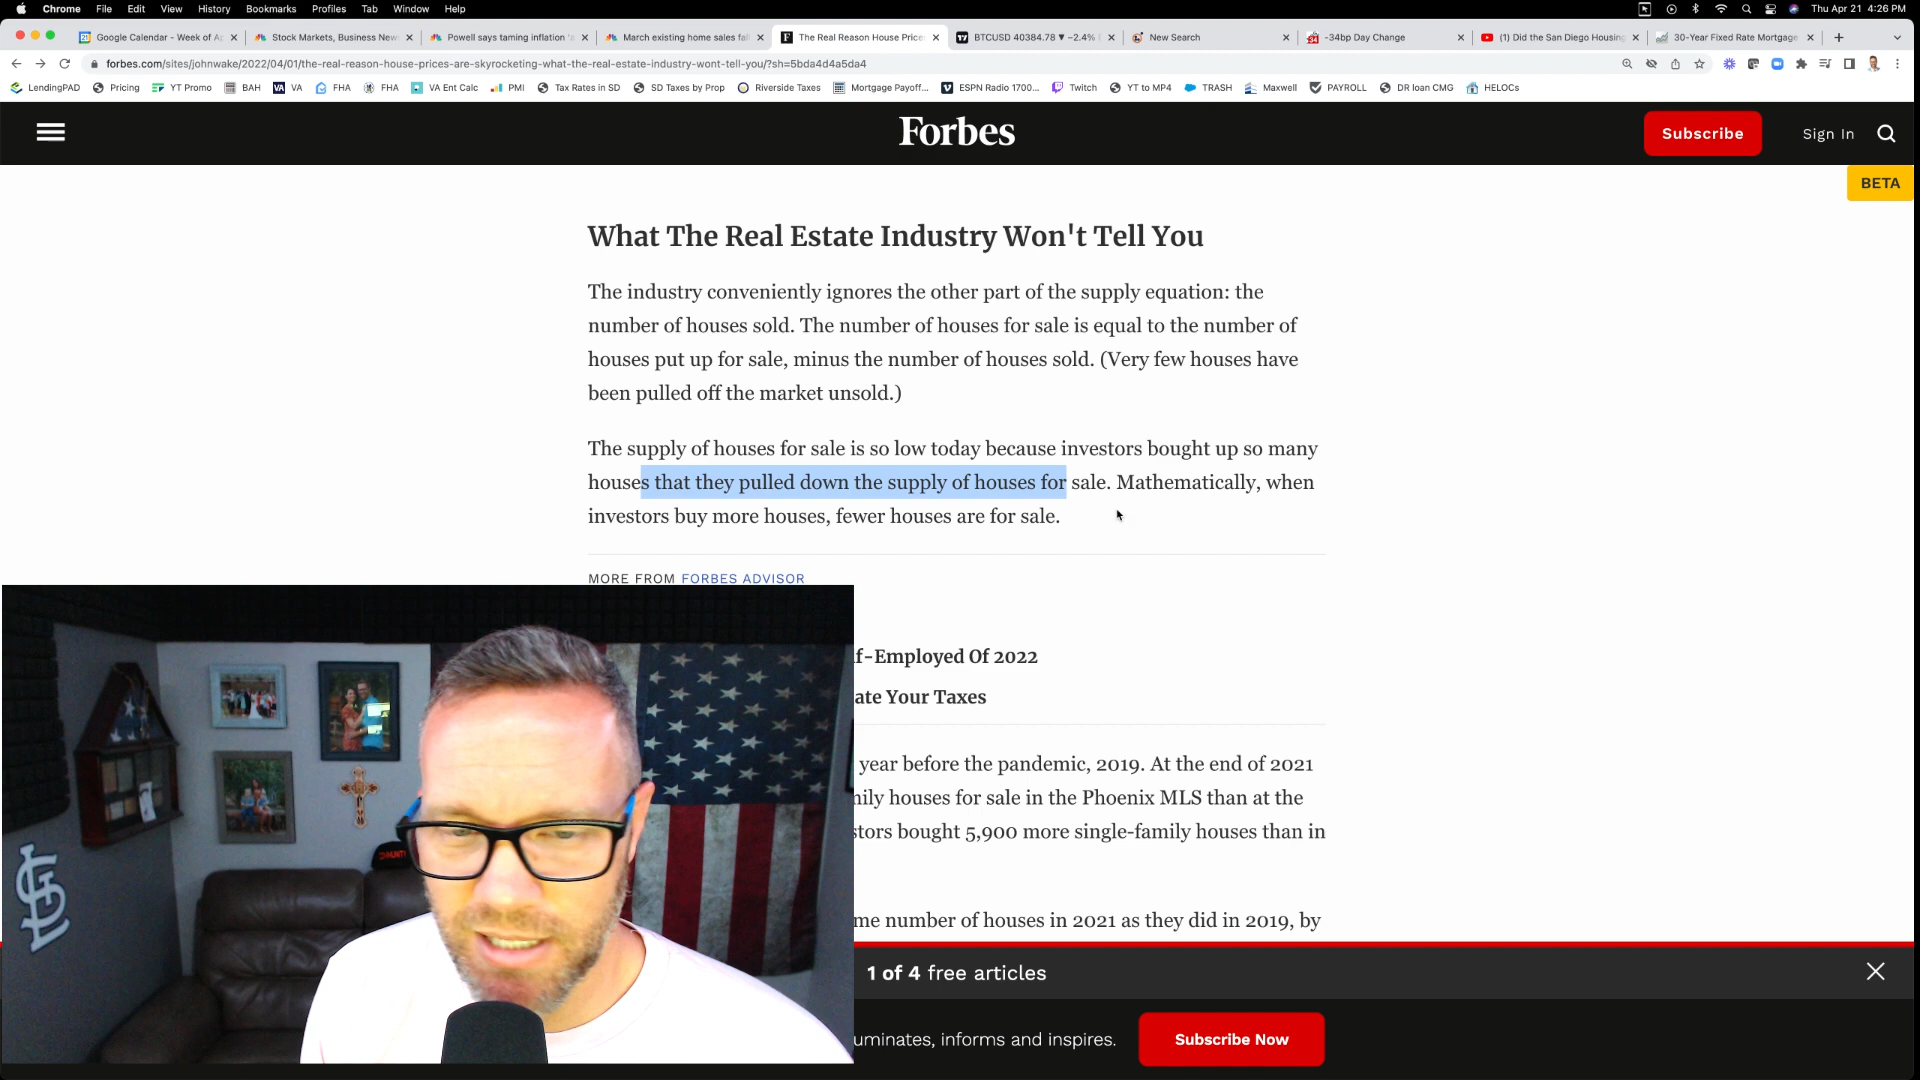 Chrome File Edit View History Bookmarks Profiles Tab Window Help Thu Apr 21 4:26 PM
Google Calendar - Week of Ap Stock Markets, Business News Powell says taming inflation March existing home sales fal The Real Reason House Price BTCUSD 40384.78 ▼ −2.4% New Search -34bp Day Change (1) Did the San Diego Housing 30-Year Fixed Rate Mortgage
forbes.com/sites/johnwake/2022/04/01/the-real-reason-house-prices-are-skyrocketing-what-the-real-estate-industry-wont-tell-you/?sh=5bda4d4a5da4
LendingPAD Pricing YT Promo BAH VA VA FHA FHA VA Ent Calc PMI Tax Rates in SD SD Taxes by Prop Riverside Taxes Mortgage Payoff... ESPN Radio 1700... Twitch YT to MP4 TRASH Maxwell PAYROLL DR loan CMG HELOCs
Forbes
Subscribe
Sign In
BETA
What The Real Estate Industry Won't Tell You
The industry conveniently ignores the other part of the supply equation: the
number of houses sold. The number of houses for sale is equal to the number of
houses put up for sale, minus the number of houses sold. (Very few houses have
been pulled off the market unsold.)
The supply of houses for sale is so low today because investors bought up so many
houses that they pulled down the supply of houses for sale. Mathematically, when
investors buy more houses, fewer houses are for sale.
MORE FROM FORBES ADVISOR
f-Employed Of 2022
ate Your Taxes
year before the pandemic, 2019. At the end of 2021
ily houses for sale in the Phoenix MLS than at the
stors bought 5,900 more single-family houses than in
me number of houses in 2021 as they did in 2019, by
1 of 4 free articles
uminates, informs and inspires.
Subscribe Now
STL